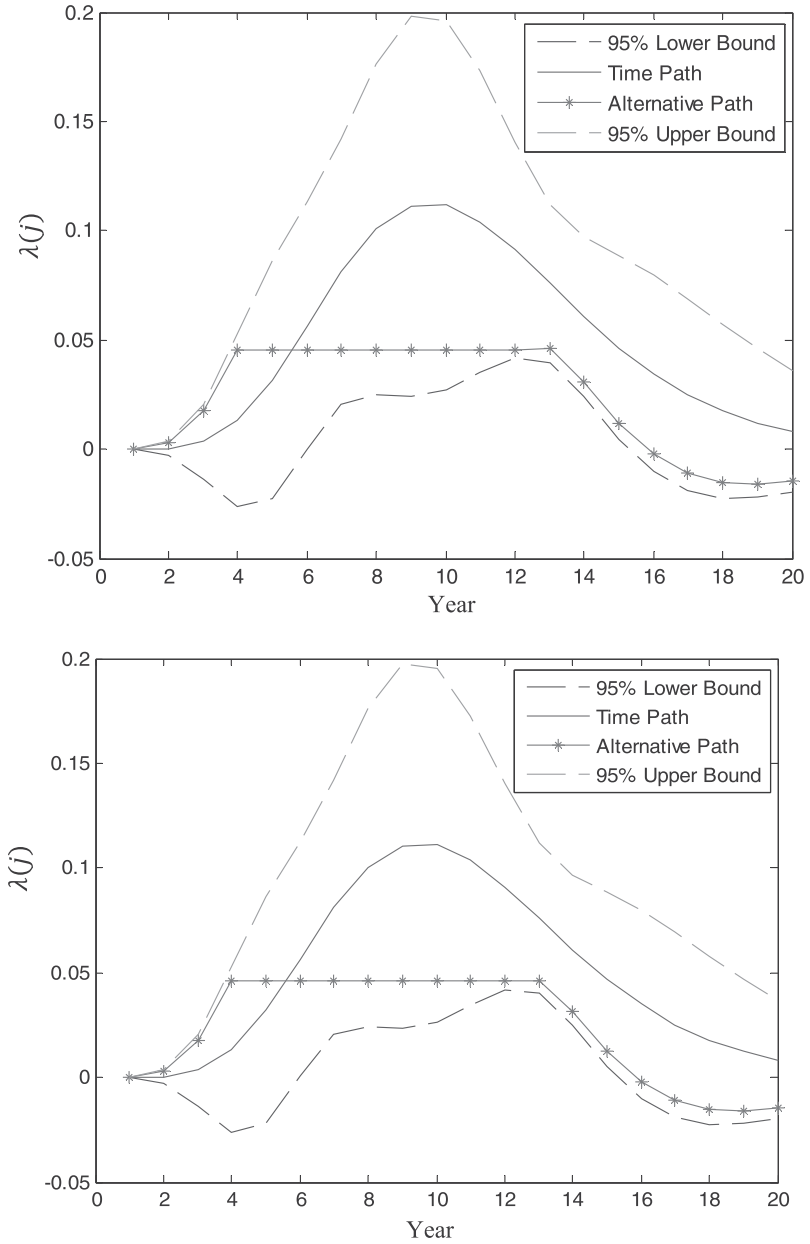 0.2
0.15
0.1
0.05
0
-0.05
λ(j)
95% Lower Bound
Time Path
Alternative Path
95% Upper Bound
0 2 4 6 8 10 12 14 16 18 20
Year
0.2
0.15
0.1
0.05
0
-0.05
λ(j)
95% Lower Bound
Time Path
Alternative Path
95% Upper Bound
0 2 4 6 8 10 12 14 16 18 20
Year